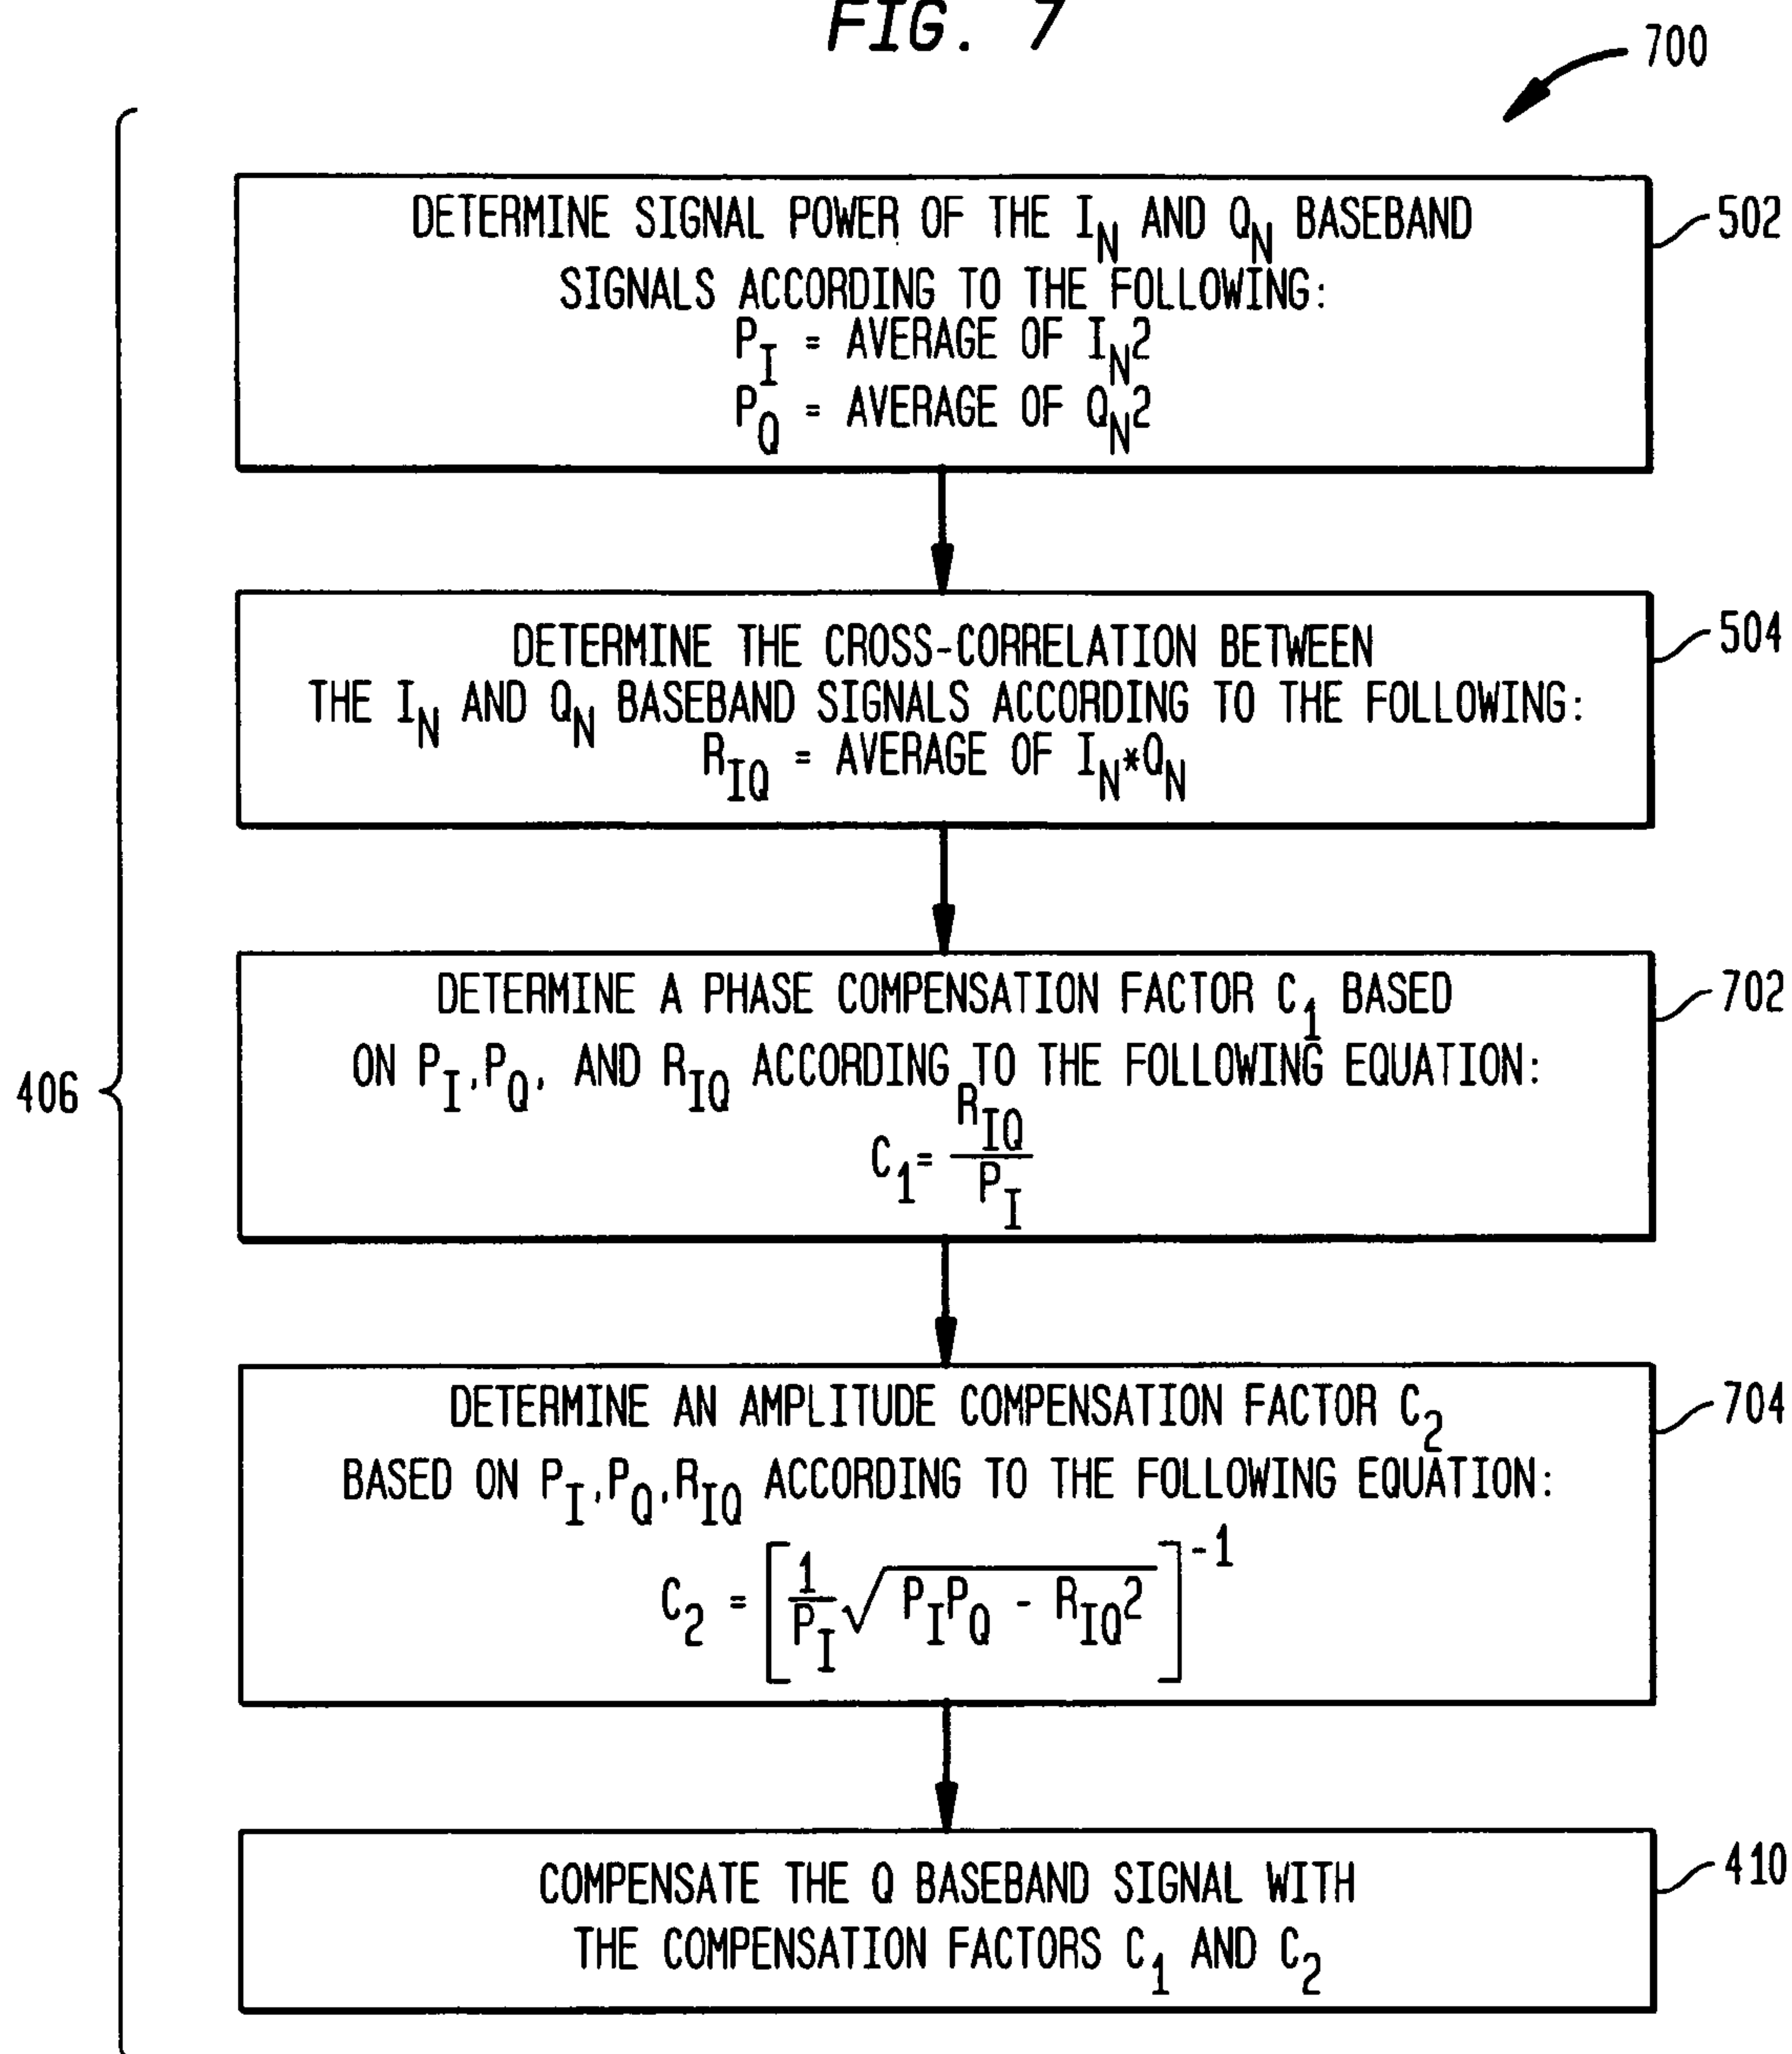 FIG. 7
700
DETERMINE SIGNAL POWER OF THE I_N AND Q_N BASEBAND
SIGNALS ACCORDING TO THE FOLLOWING:
P_I = AVERAGE OF I_N2
P_Q = AVERAGE OF Q_N2
502
DETERMINE THE CROSS-CORRELATION BETWEEN
THE I_N AND Q_N BASEBAND SIGNALS ACCORDING TO THE FOLLOWING:
R_IQ = AVERAGE OF I_N*Q_N
504
DETERMINE A PHASE COMPENSATION FACTOR C_1 BASED
ON P_I, P_Q, AND R_IQ ACCORDING TO THE FOLLOWING EQUATION:
C_1 = R_IQ / P_I
702
406
DETERMINE AN AMPLITUDE COMPENSATION FACTOR C_2
BASED ON P_I, P_Q, R_IQ ACCORDING TO THE FOLLOWING EQUATION:
C_2 = [1/P_I √(P_I P_Q - R_IQ2)]^-1
704
COMPENSATE THE Q BASEBAND SIGNAL WITH
THE COMPENSATION FACTORS C_1 AND C_2
410